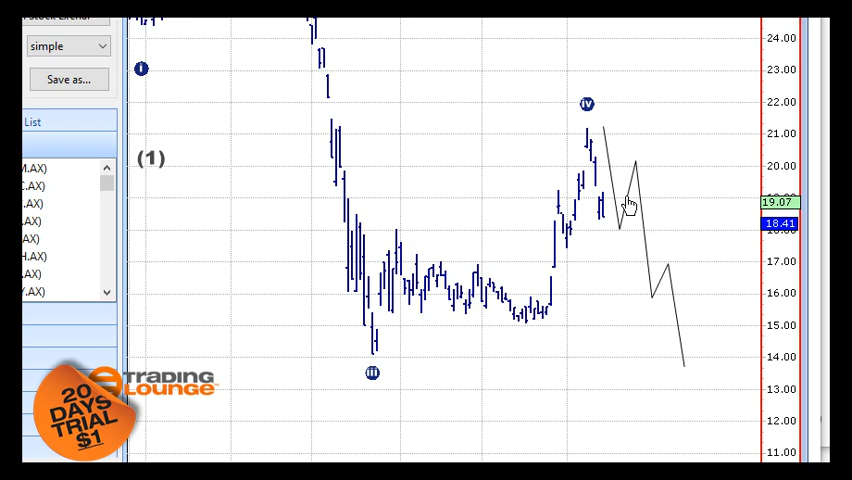 simple
Save as...
List
M.AX)
C.AX)
.AX)
.AX)
AX)
H.AX)
.AX)
Y.AX)
i
(1)
iii
iv
24.00
23.00
22.00
21.00
20.00
19.07
18.41
17.00
16.00
15.00
14.00
13.00
12.00
11.00
TRADING
LOUNGE
20
DAYS
TRIAL
$1